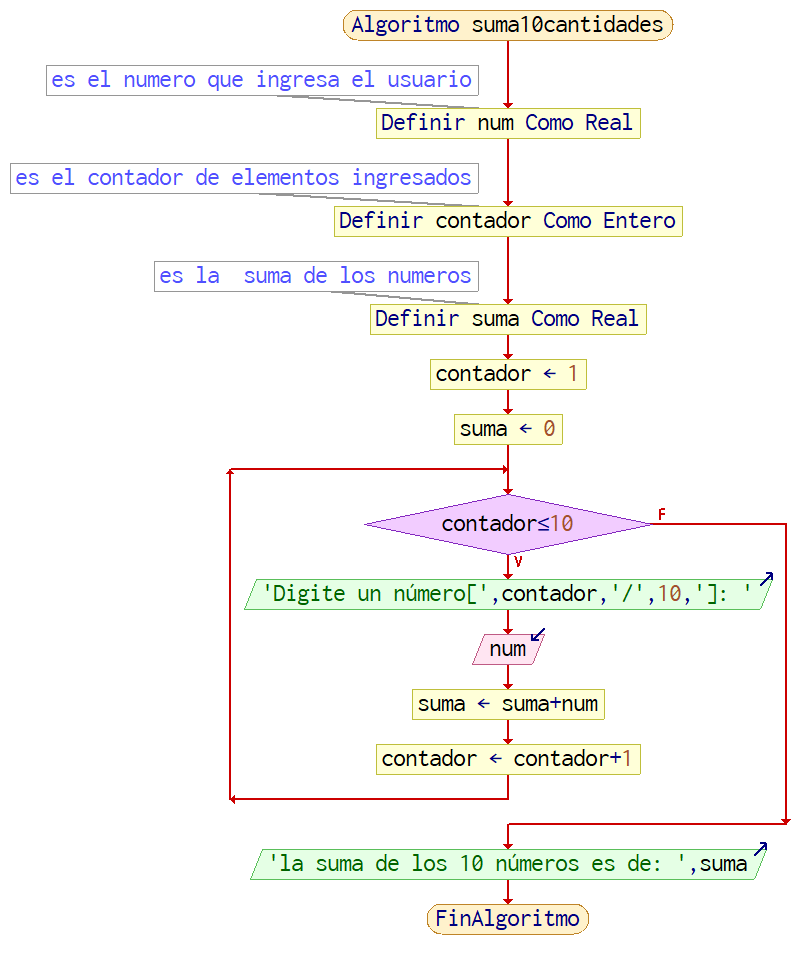 Algoritmo suma10cantidades
es el numero que ingresa el usuario
Definir num Como Real
es el contador de elementos ingresados
Definir contador Como Entero
es la  suma de los numeros
Definir suma Como Real
contador ← 1
suma ← 0
contador≤10
F
V
'Digite un número[',contador,'/',10,']: '
num
suma ← suma+num
contador ← contador+1
'la suma de los 10 números es de: ',suma
FinAlgoritmo